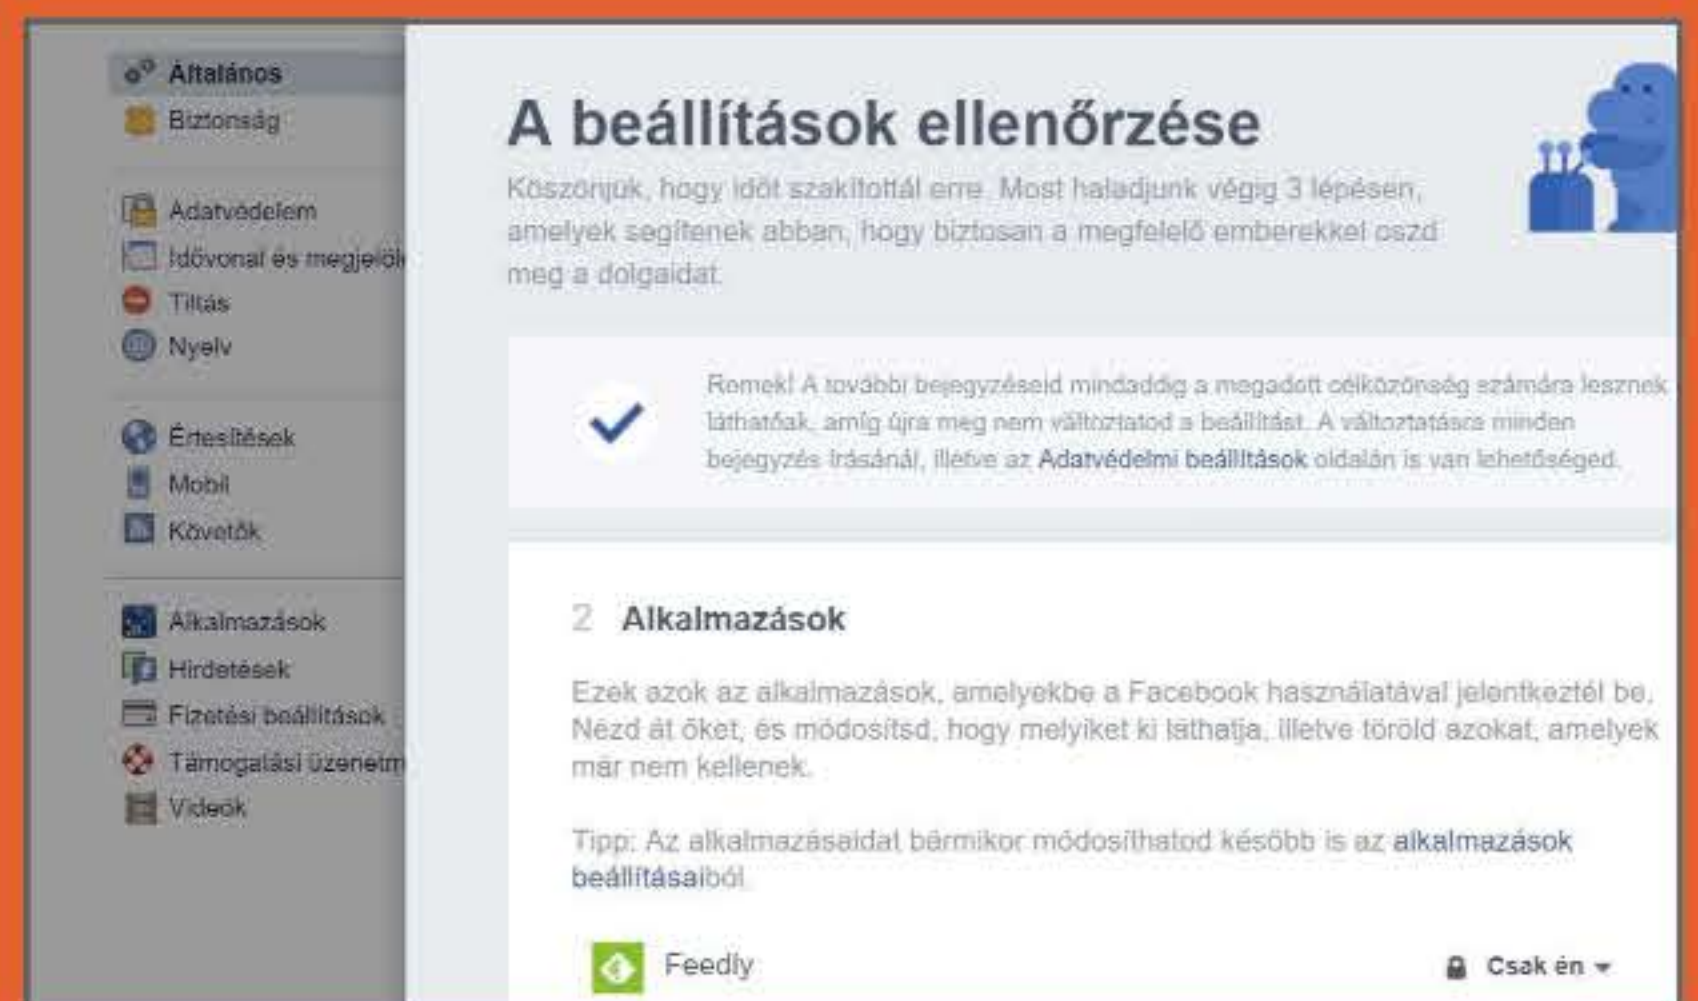 Általános
Biztonság
Adatvédelem
Idővonal és megjelöl
Tiltás
Nyelv
Értesítések
Mobil
Követők
Alkalmazások
Hirdetések
Fizetési beállítások
Támogatási üzenetm
Videók
A beállítások ellenőrzése
Köszönjük, hogy időt szakítottál erre. Most haladjunk végig 3 lépésen,
amelyek segítenek abban, hogy biztosan a megfelelő emberekkel oszd
meg a dolgaidat.
Remek! A további bejegyzéseid mindaddig a megadott célközönség számára lesznek
láthatóak, amíg újra meg nem változtatod a beállítást. A változtatásra minden
bejegyzés írásánál, illetve az Adatvédelmi beállítások oldalán is van lehetőséged.
2 Alkalmazások
Ezek azok az alkalmazások, amelyekbe a Facebook használatával jelentkeztél be.
Nézd át őket, és módosítsd, hogy melyiket ki láthatja, illetve töröld azokat, amelyek
már nem kellenek.
Tipp: Az alkalmazásaidat bármikor módosíthatod később is az alkalmazások
beállításaiból.
Feedly
Csak én